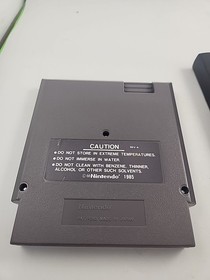 CAUTION
•DO NOT STORE IN EXTREME TEMPERATURES.
•DO NOT IMMERSE IN WATER.
•DO NOT CLEAN WITH BENZENE, THINNER,
ALCOHOL OR OTHER SUCH SOLVENTS.
©Nintendo 1985